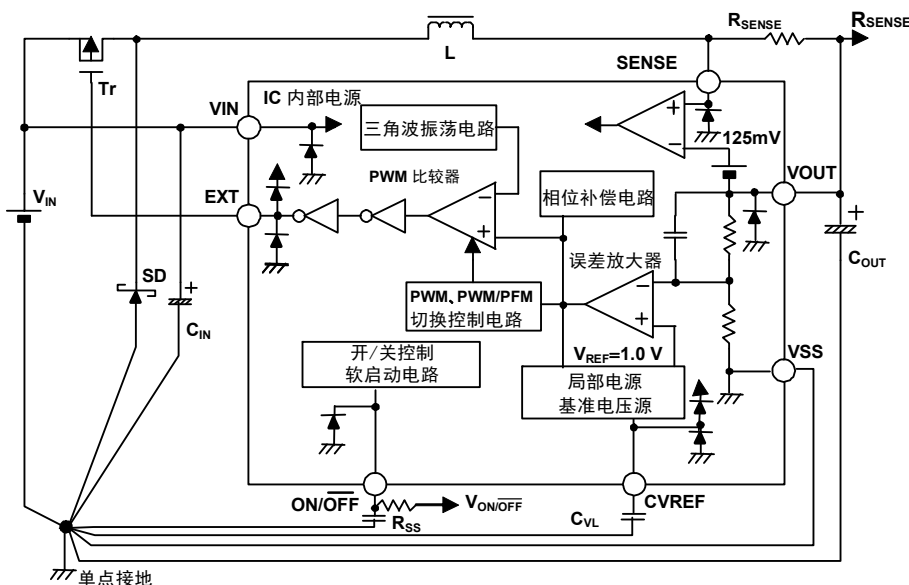 RSENSE
RSENSE
L
SENSE
Tr
VIN
IC 内部电源
三角波振荡电路
125mV
VOUT
PWM 比较器
VIN
EXT
相位补偿电路
COUT
误差放大器
SD
CIN
PWM、PWM/PFM
切换控制电路
VREF=1.0 V
VSS
开/关控制
软启动电路
局部电源
基准电压源
ON/OFF
VON/OFF
RSS
CVL
CVREF
单点接地